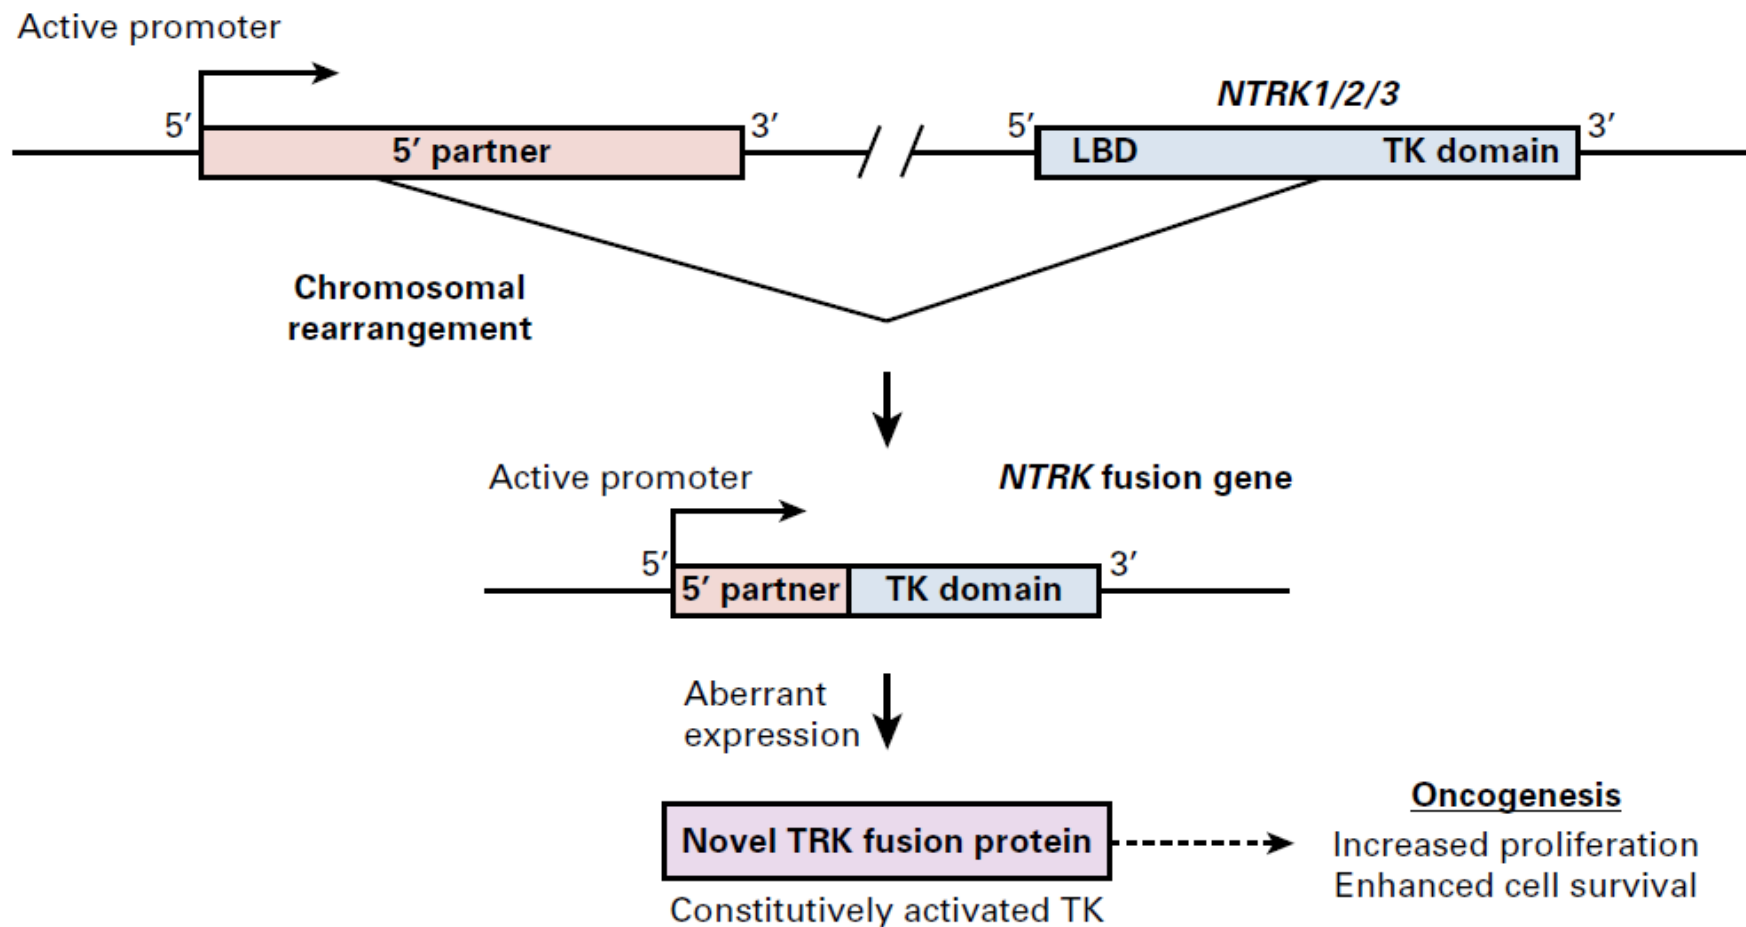 Active promoter
NTRK1/2/3
5′ 3′ 5′ 3′
5′ partner
LBD TK domain
Chromosomal
rearrangement
Active promoter
NTRK fusion gene
5′ 3′
5′ partner TK domain
Aberrant
expression
Novel TRK fusion protein
Constitutively activated TK
Oncogenesis
Increased proliferation
Enhanced cell survival